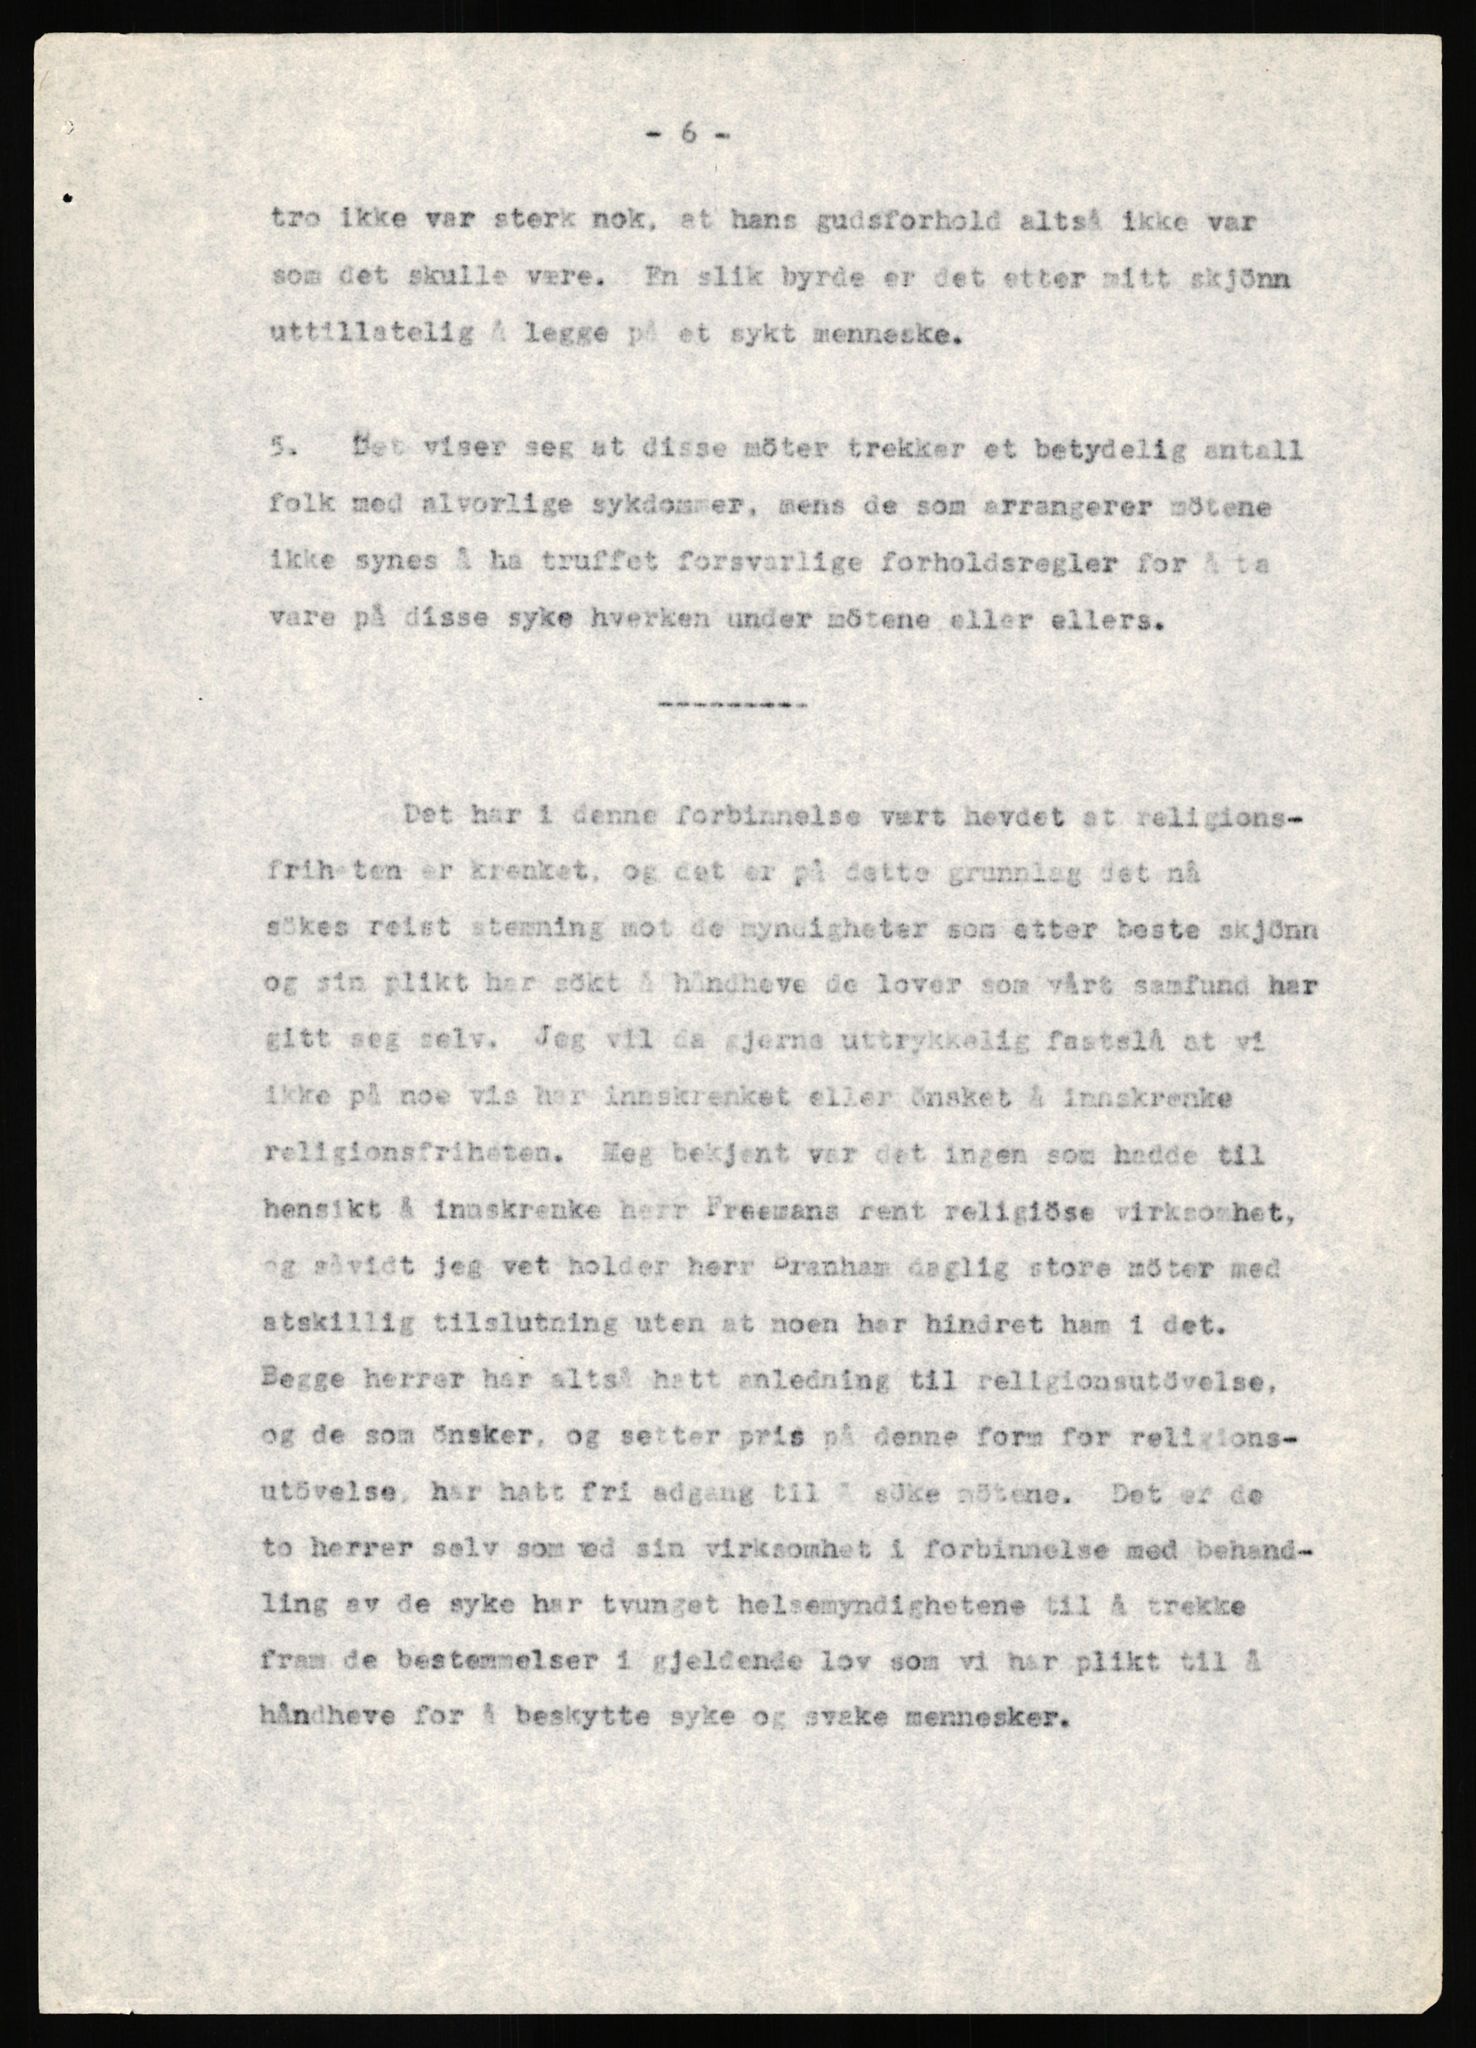 - 6 -
tro ikke var sterk nok, at hans gudsforhold altså ikke var
som det skulle være. En slik byrde er det etter mitt skjönn
uttillatelig å legge på et sykt menneske.
5. Det viser seg at disse möter trekker et betydelig antall
folk med alvorlige sykdommer, mens de som arrangerer mötene
ikke synes å ha truffet forsvarlige forholdsregler for å ta
vare på disse syke hverken under mötene eller ellers.
----------
Det har i denne forbinnelse vært hevdet at religions-
friheten er krenket, og det er på dette grunnlag det nå
sökes reist stemning mot de myndigheter som etter beste skjönn
og sin plikt har sökt å håndheve de lover som vårt samfund har
gitt seg selv. Jeg vil da gjerne uttrykkelig fastslå at vi
ikke på noe vis har innskrenket eller önsket å innskrenke
religionsfriheten. Meg bekjent var det ingen som hadde til
hensikt å innskrenke herr Freemans rent religiöse virksomhet,
og såvidt jeg vet holder herr Branham daglig store möter med
atskillig tilslutning uten at noen har hindret ham i det.
Begge herrer har altså hatt anledning til religionsutövelse,
og de som önsker, og setter pris på denne form for religions-
utövelse, har hatt fri adgang til å söke mötene. Det er de
to herrer selv som ved sin virksomhet i forbinnelse med behand-
ling av de syke har tvunget helsemyndighetene til å trekke
fram de bestemmelser i gjeldende lov som vi har plikt til å
håndheve for å beskytte syke og svake mennesker.